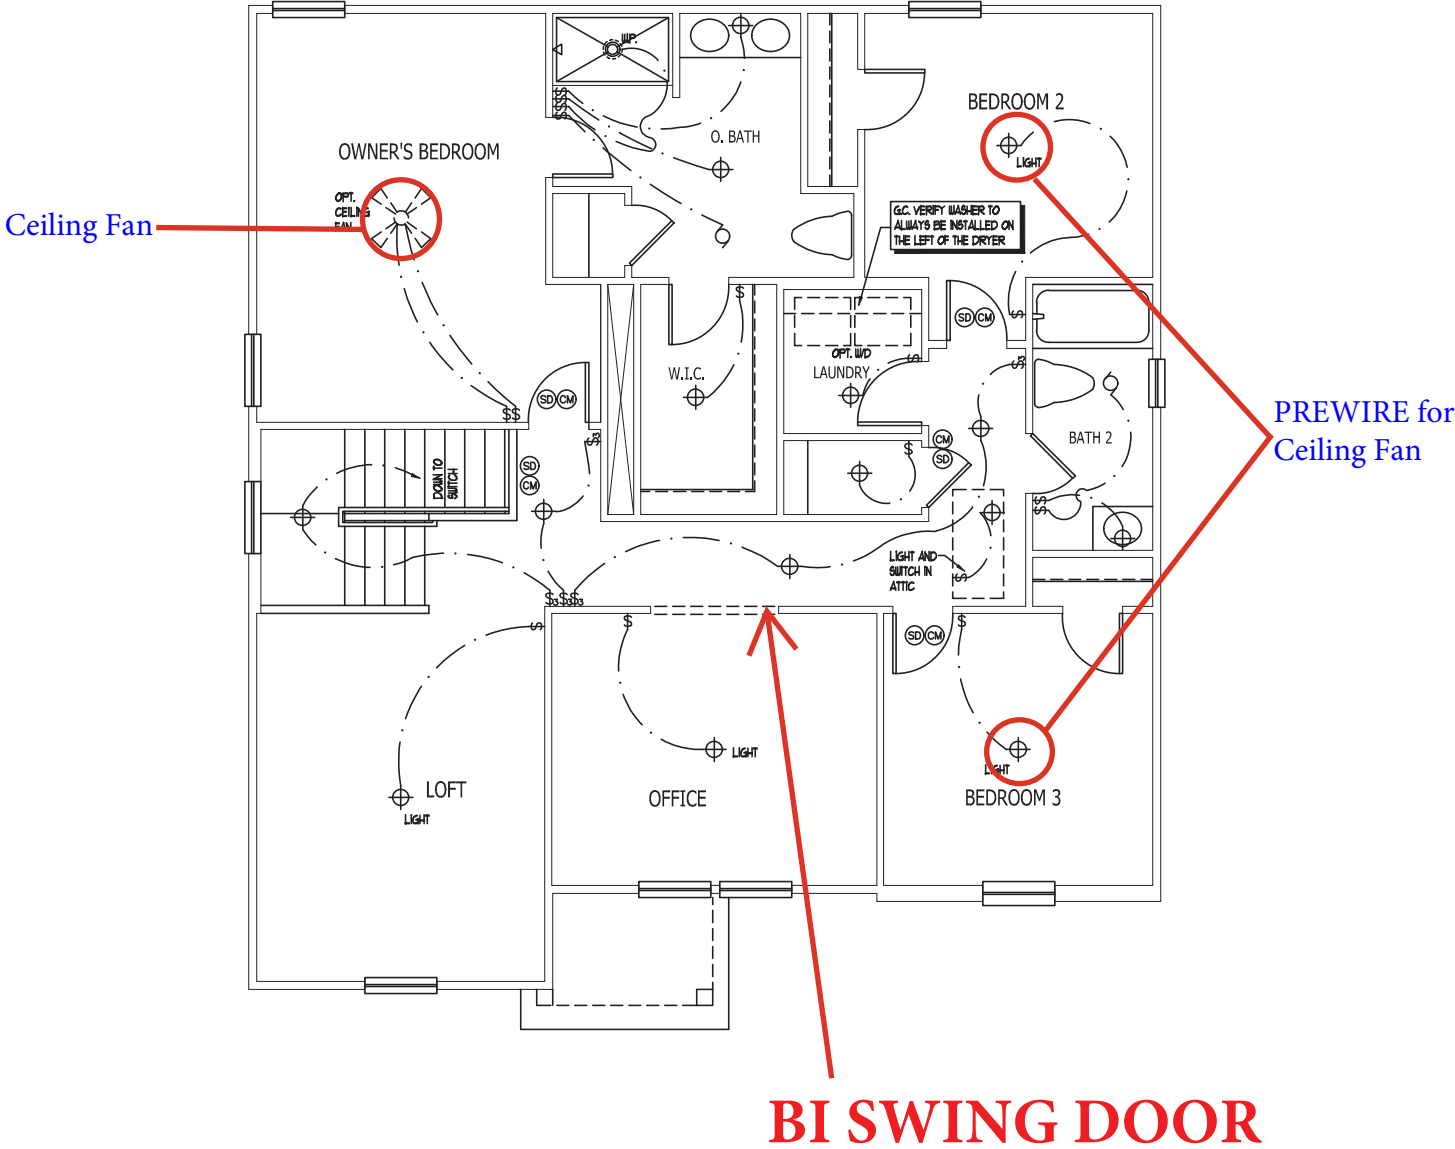 BEDROOM 2
W.P.
O. BATH
OWNER'S BEDROOM
LIGHT
OPT.
CEILING
FAN
Ceiling Fan
G.C. VERIFY WASHER TO
ALWAYS BE INSTALLED ON
THE LEFT OF THE DRYER
SD CM
OPT. W/D
LAUNDRY
W.I.C.
SD CM
PREWIRE for
Ceiling Fan
BATH 2
CM
SD
SD
CM
DOWN TO
SWITCH
LIGHT AND
SWITCH IN
ATTIC
SD CM
LIGHT
LIGHT
LOFT
OFFICE
BEDROOM 3
LIGHT
BI SWING DOOR